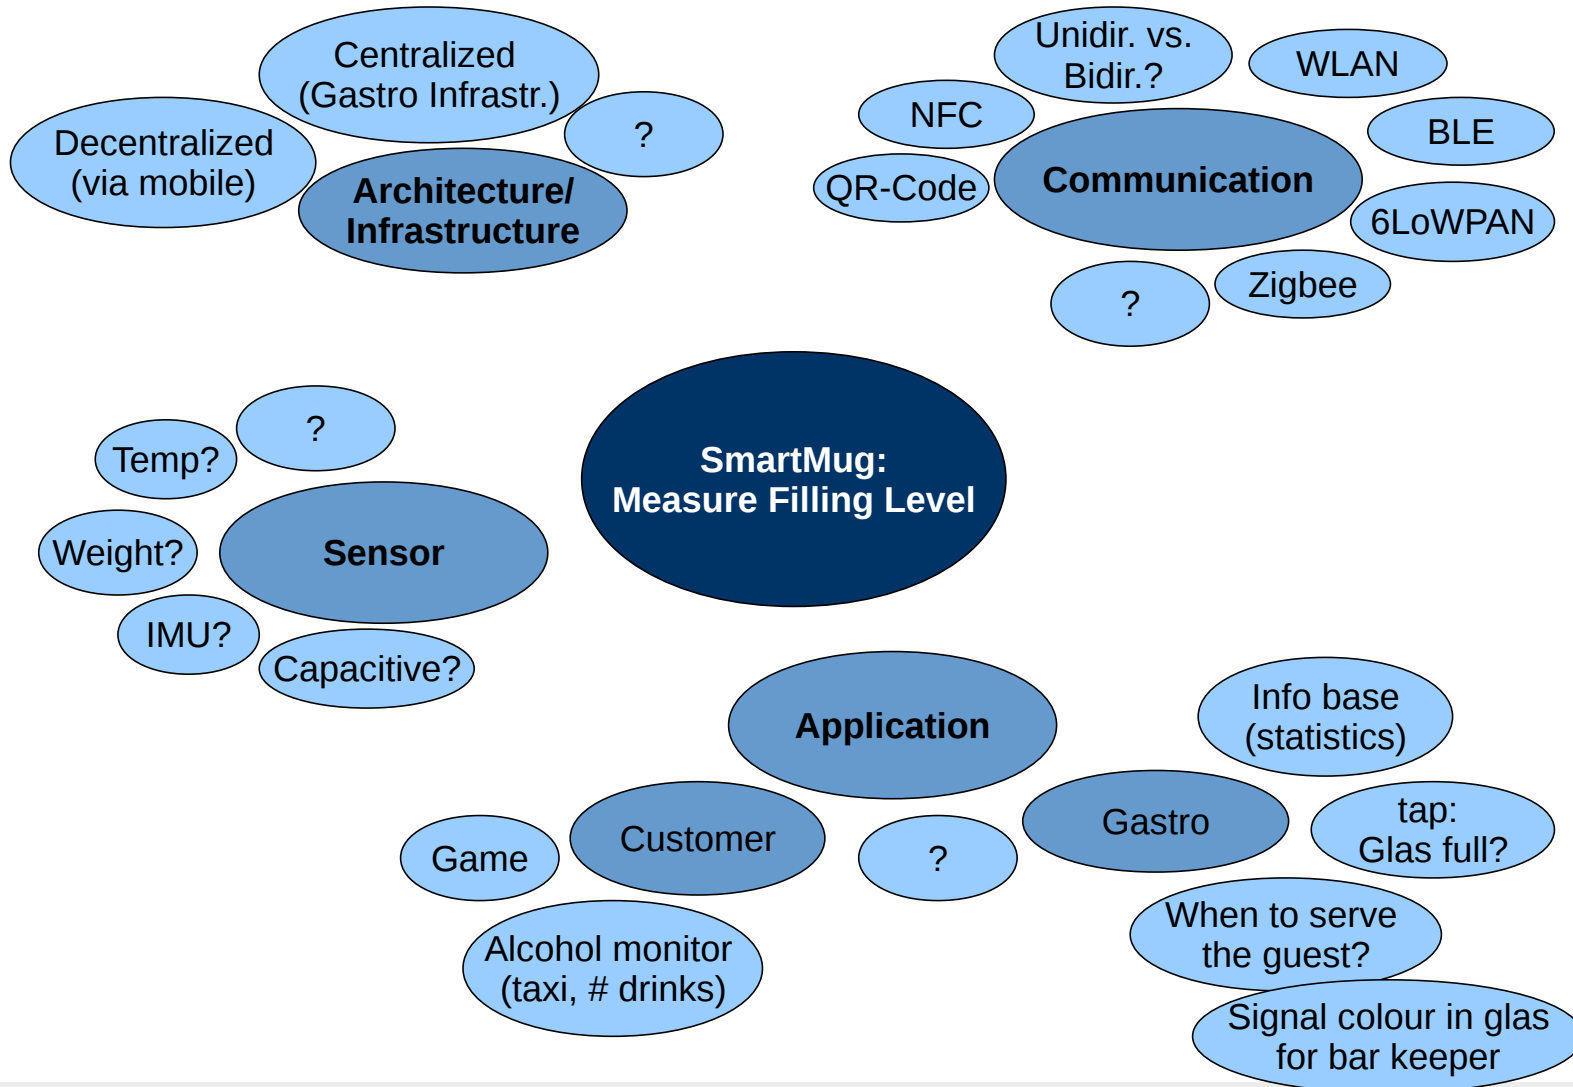 Centralized
(Gastro Infrastr.)
Decentralized
(via mobile)
?
Architecture/
Infrastructure
Unidir. vs.
Bidir.?
WLAN
NFC
BLE
QR-Code
Communication
6LoWPAN
Zigbee
?
SmartMug:
Measure Filling Level
?
Temp?
Weight?
Sensor
IMU?
Capacitive?
Application
Info base
(statistics)
Customer
Gastro
tap:
Glas full?
Game
?
When to serve
the guest?
Alcohol monitor
(taxi, # drinks)
Signal colour in glas
for bar keeper